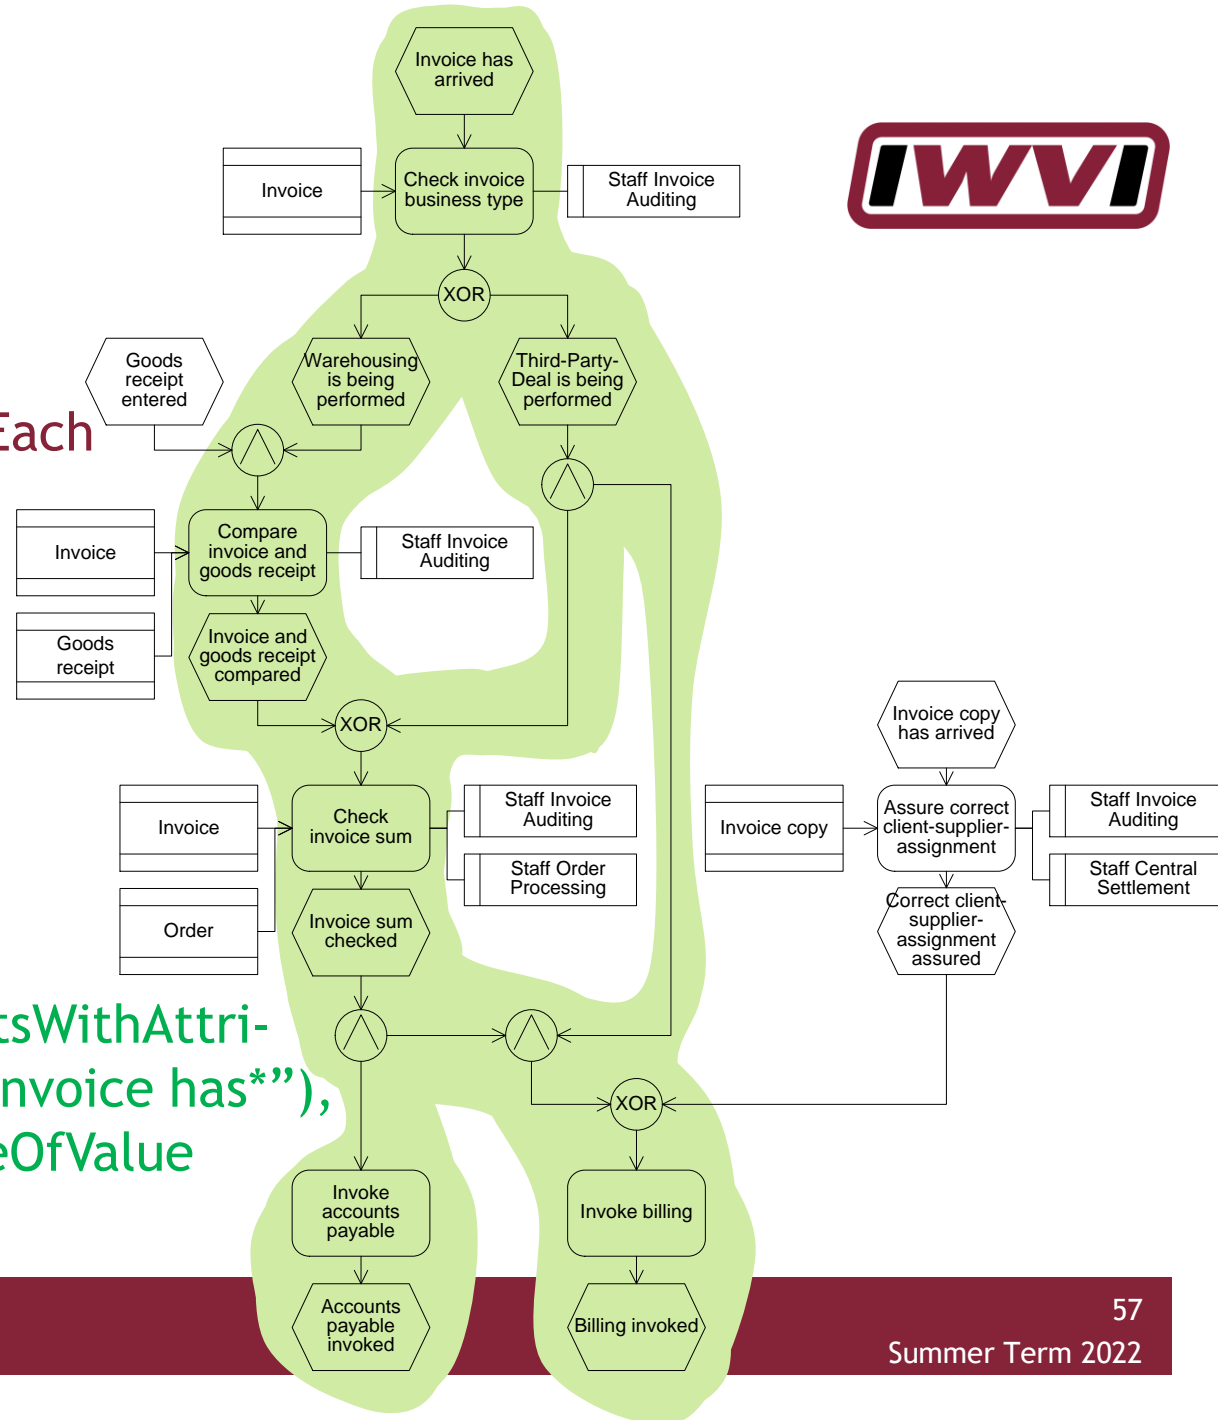 Invoice has
arrived
IWVI
Invoice
Check invoice
business type
Staff Invoice
Auditing
XOR
Goods
receipt
entered
Warehousing
is being
performed
Third-Party-
Deal is being
performed
Each
Invoice
Compare
invoice and
goods receipt
Staff Invoice
Auditing
Goods
receipt
Invoice and
goods receipt
compared
XOR
Invoice copy
has arrived
Invoice
Check
invoice sum
Staff Invoice
Auditing
Invoice copy
Assure correct
client-supplier-
assignment
Staff Invoice
Auditing
Staff Order
Processing
Staff Central
Settlement
Order
Invoice sum
checked
Correct client-
supplier-
assignment
assured
tsWithAttri-
nvoice has*”),
eOfValue
XOR
Invoke
accounts
payable
Invoke billing
Accounts
payable
invoked
Billing invoked
57
Summer Term 2022